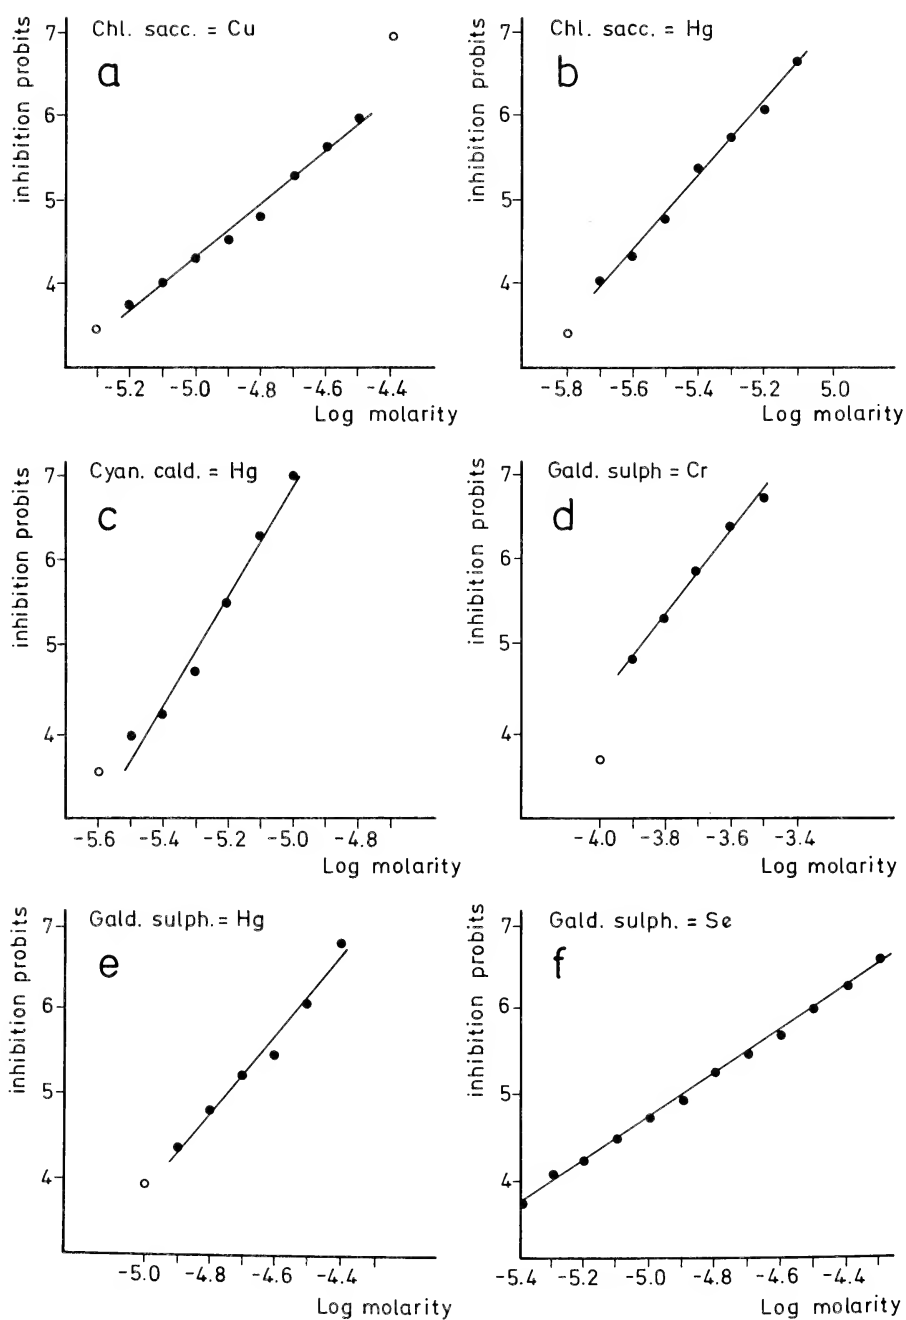 Chl. sacc. = Cu
a
inhibition probits
7
6
5
4
-5.2 -5.0 -4.8 -4.6 -4.4
Log molarity
Chl. sacc. = Hg
b
inhibition probits
7
6
5
4
-5.8 -5.6 -5.4 -5.2 5.0
Log molarity
Cyan. cald. = Hg
c
inhibition probits
7
6
5
4
-5.6 -5.4 -5.2 -5.0 -4.8
Log molarity
Gald. sulph = Cr
d
inhibition probits
7
6
5
4
-4.0 -3.8 -3.6 -3.4
Log molarity
Gald. sulph. = Hg
e
inhibition probits
7
6
5
4
-5.0 -4.8 -4.6 -4.4
Log molarity
Gald. sulph. = Se
f
inhibition probits
7
6
5
4
-5.4 -5.2 -5.0 -4.8 -4.6 -4.4
Log molarity